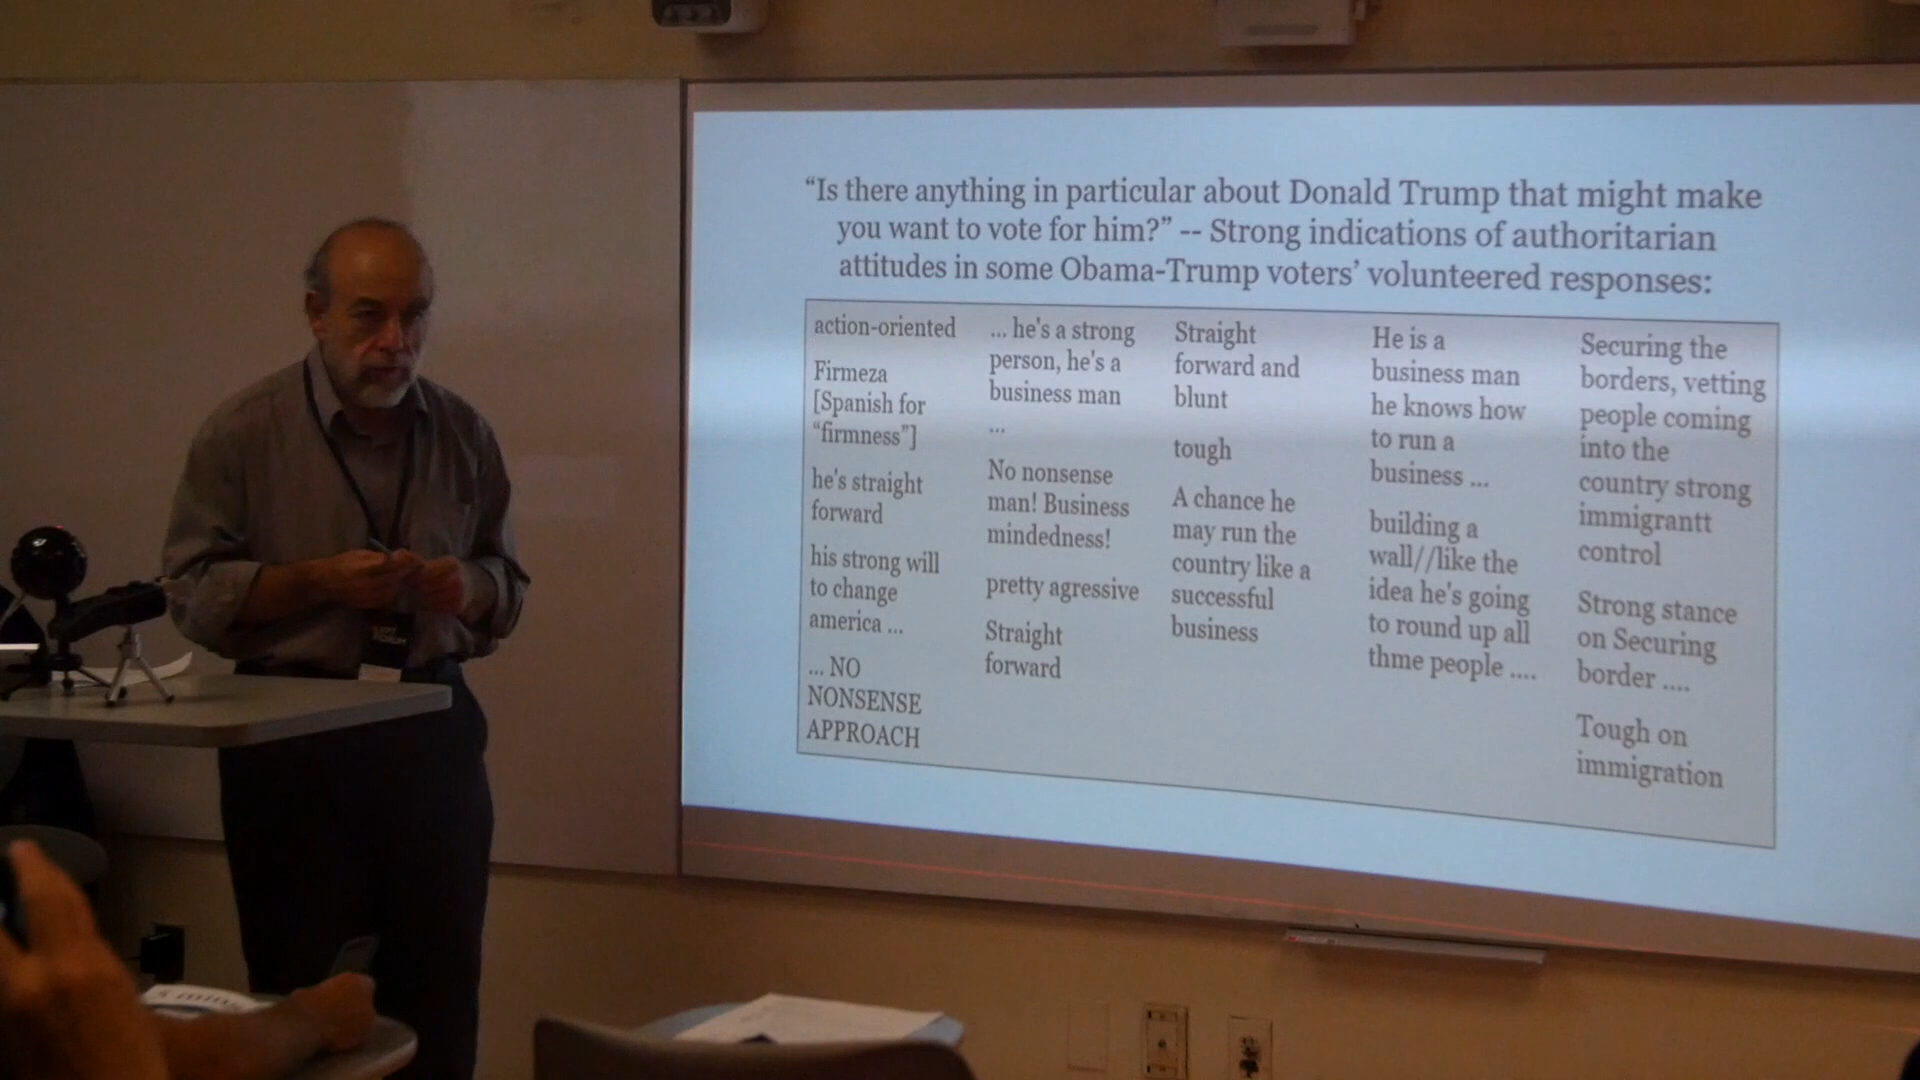 “Is there anything in particular about Donald Trump that might make
you want to vote for him?” -- Strong indications of authoritarian
attitudes in some Obama-Trump voters’ volunteered responses:
action-oriented
Firmeza
[Spanish for
“firmness”]
he's straight
forward
his strong will
to change
america ...
... NO
NONSENSE
APPROACH
... he's a strong
person, he's a
business man
...
No nonsense
man! Business
mindedness!
pretty agressive
Straight
forward
Straight
forward and
blunt
tough
A chance he
may run the
country like a
successful
business
He is a
business man
he knows how
to run a
business ...
building a
wall//like the
idea he's going
to round up all
thme people ....
Securing the
borders, vetting
people coming
into the
country strong
immigrantt
control
Strong stance
on Securing
border ....
Tough on
immigration
FORUM